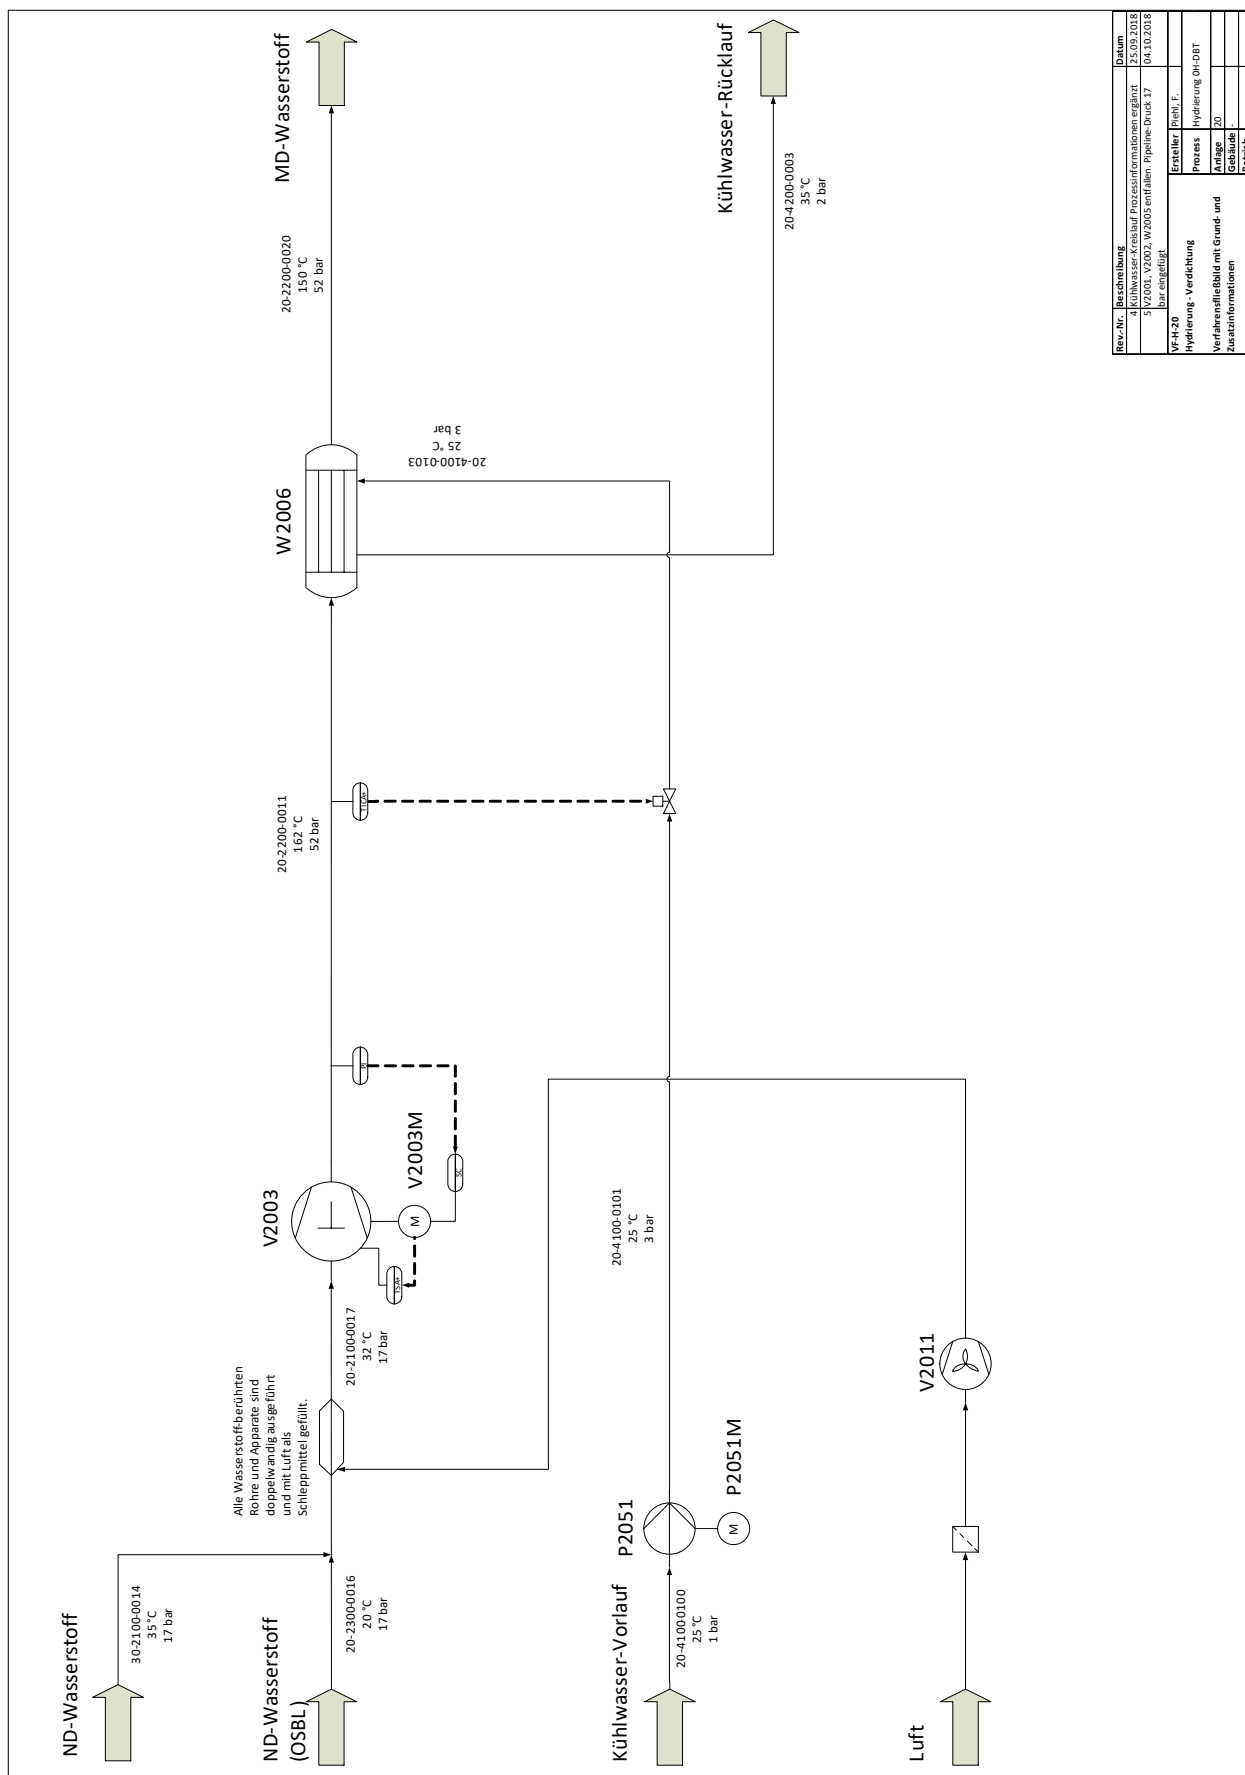 ND-Wasserstoff
30-2100-0014
35°C
17 bar
ND-Wasserstoff
(OSBL)
20-2300-0016
20 °C
17 bar
Alle Wasserstoff-berührten
Rohre und Apparate sind
doppelwandig ausgeführt
und mit Luft als
Schleppmittel gefüllt.
20-2100-0017
32 °C
17 bar
V2003
TSA+
M
V2003M
SC
PI
20-2200-0011
162 °C
52 bar
TICA+
W2006
20-2200-0020
150 °C
52 bar
MD-Wasserstoff
Kühlwasser-Vorlauf
20-4100-0100
25 °C
1 bar
P2051
M
P2051M
20-4100-0101
25 °C
3 bar
20-4100-0103
25 °C
3 bar
20-4200-0003
35 °C
2 bar
Kühlwasser-Rücklauf
Luft
V2011
Rev.-Nr. Beschreibung Datum
4 Kühlwasser-Kreislauf Prozessinformationen ergänzt 25.09.2018
5 V2001, V2002, W2005 entfallen. Pipeline-Druck 17 04.10.2018
bar eingefügt
VF-H-20 Ersteller Piehl, F.
Hydrierung - Verdichtung Prozess Hydrierung 0H-DBT
Verfahrensfließbild mit Grund- und Anlage 20
Zusatzinformationen Gebäude -